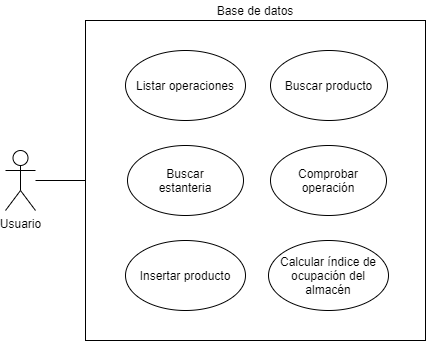 Base de datos
Listar operaciones
Buscar producto
Buscar
estanteria
Comprobar
operación
Usuario
Insertar producto
Calcular índice de
ocupación del
almacén